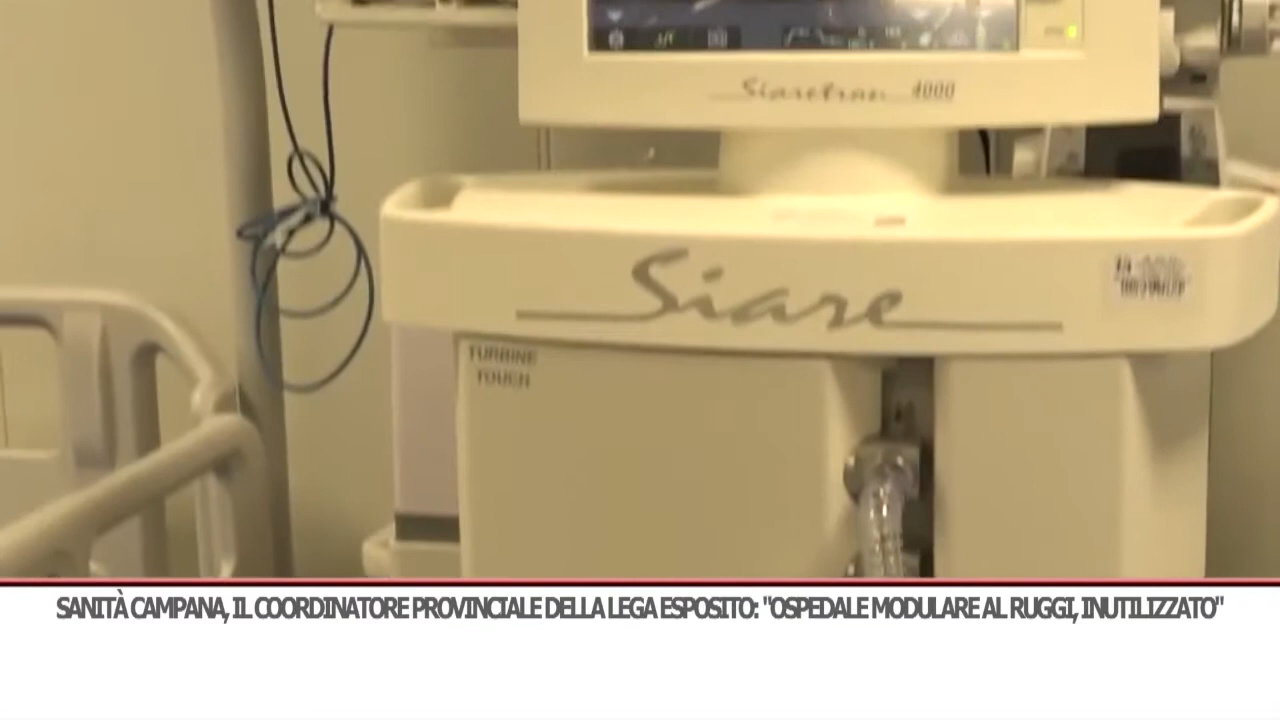 Siaretron 4000
Siare
TURBINE
TOUCH
SANITÀ CAMPANA, IL COORDINATORE PROVINCIALE DELLA LEGA ESPOSITO: "OSPEDALE MODULARE AL RUGGI, INUTILIZZATO"